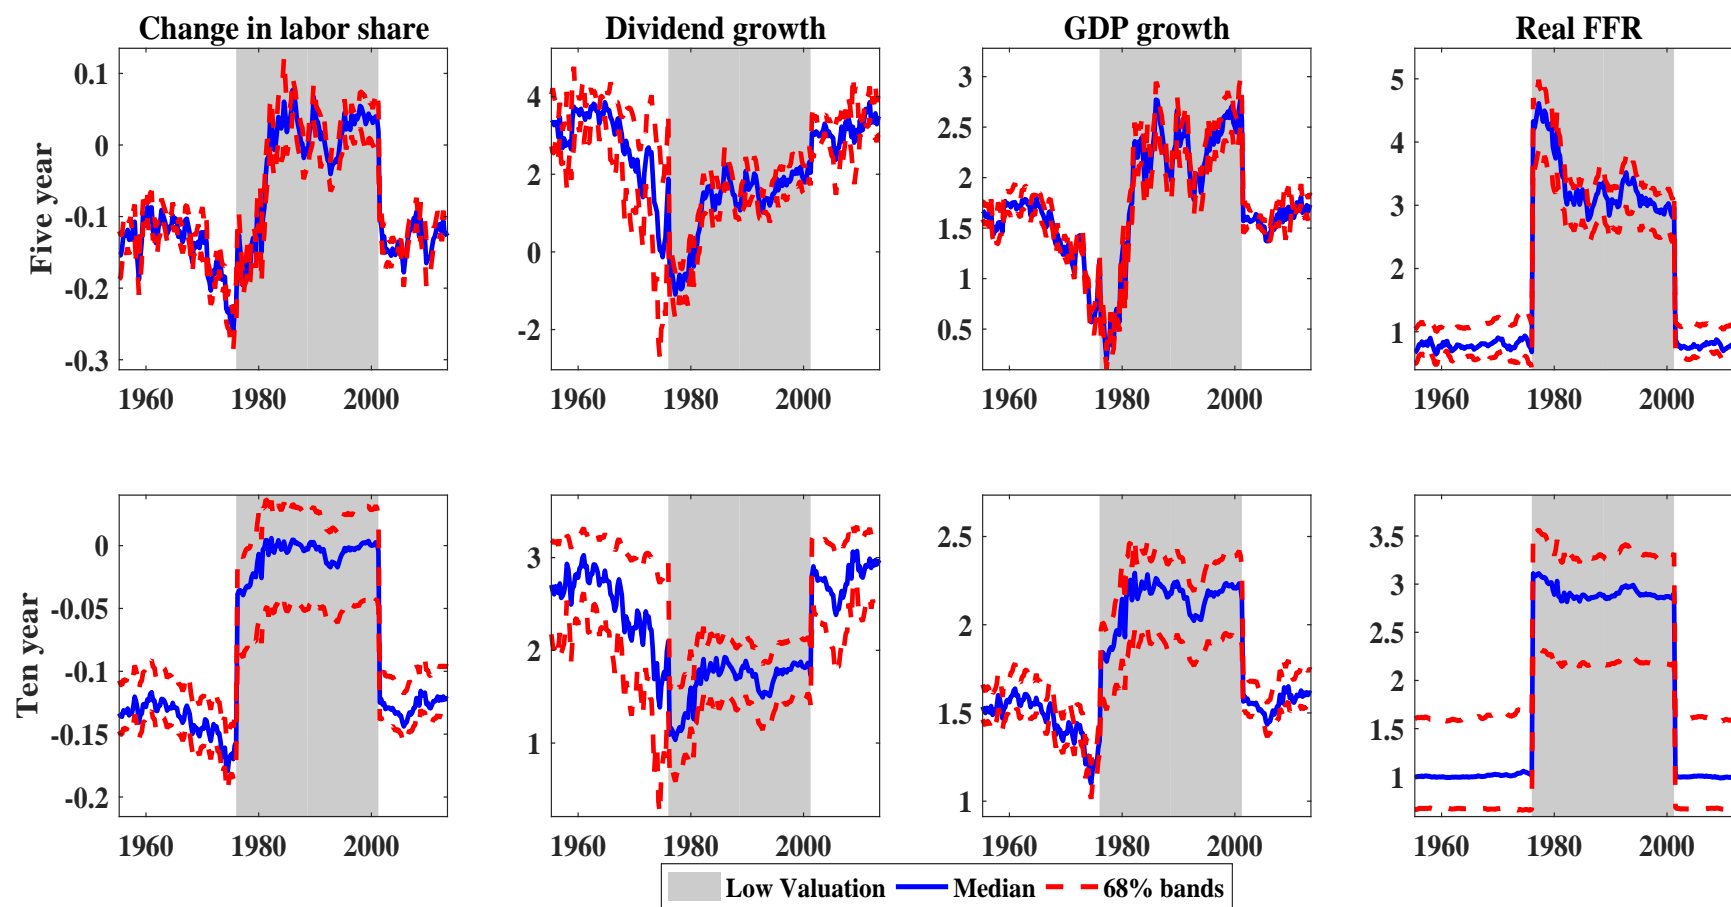 Change in labor share
Dividend growth
GDP growth
Real FFR
Five year
0.1
0
-0.1
-0.2
-0.3
1960 1980 2000
4
2
0
-2
1960 1980 2000
3
2.5
2
1.5
1
0.5
1960 1980 2000
5
4
3
2
1
1960 1980 2000
Ten year
0
-0.05
-0.1
-0.15
-0.2
1960 1980 2000
3
2
1
1960 1980 2000
2.5
2
1.5
1
1960 1980 2000
3.5
3
2.5
2
1.5
1
1960 1980 2000
Low Valuation Median 68% bands